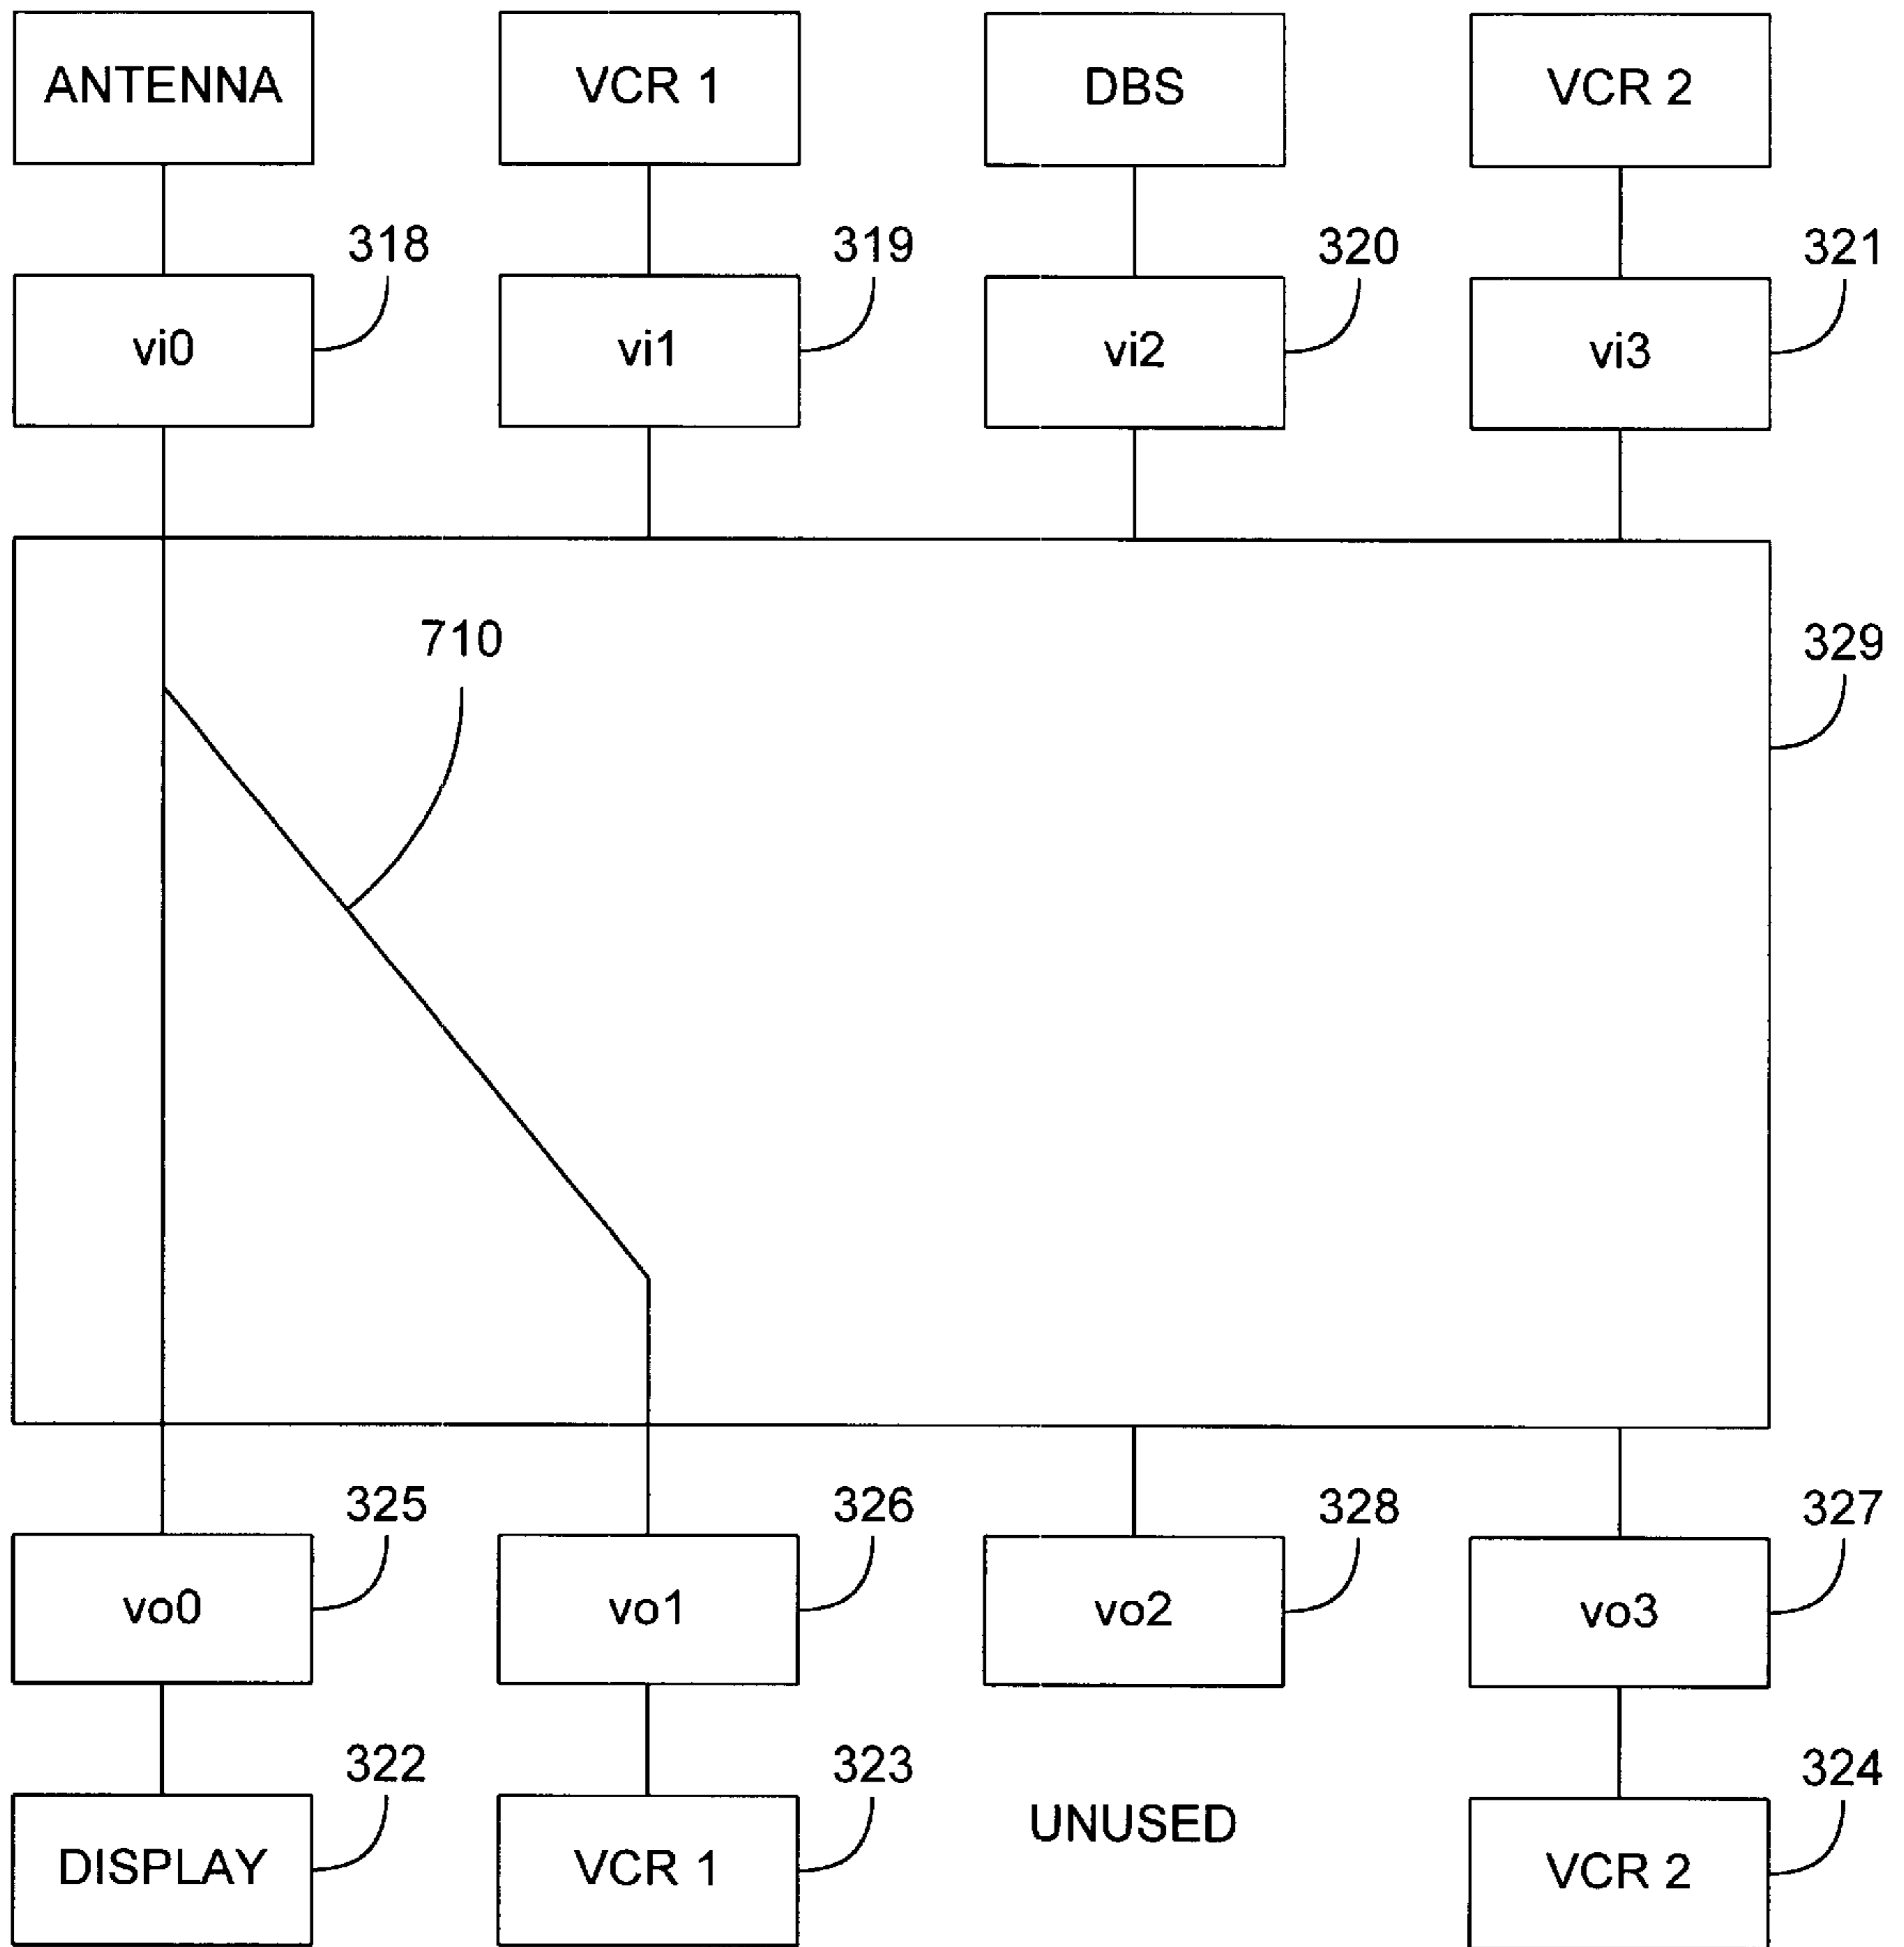 ANTENNA VCR 1 DBS VCR 2
318 319 320 321
vi0 vi1 vi2 vi3
710 329
325 326 328 327
vo0 vo1 vo2 vo3
322 323 324
UNUSED
DISPLAY VCR 1 VCR 2